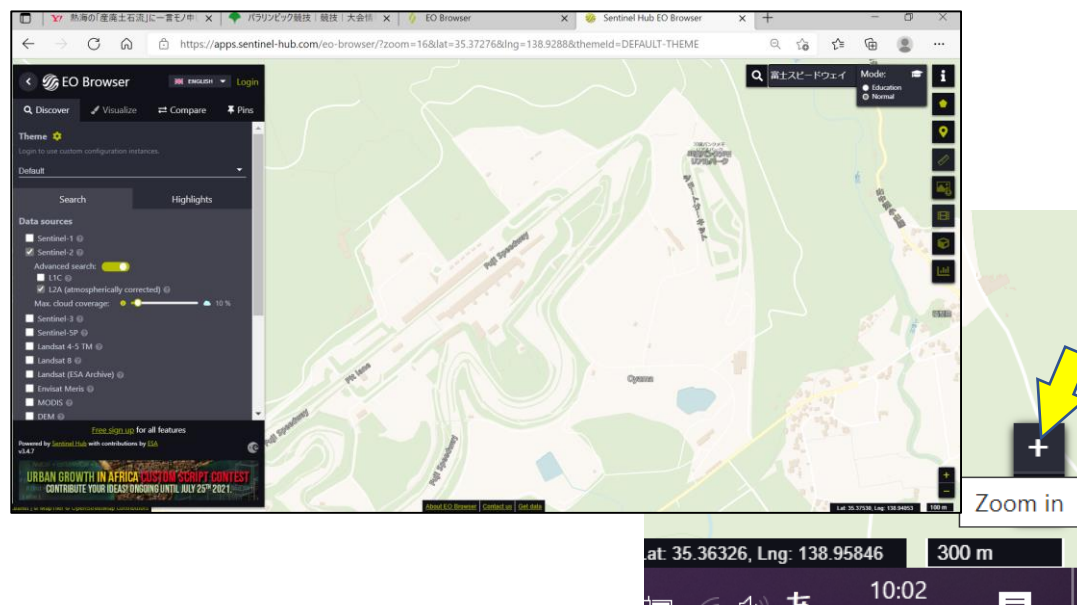 熱海の「産廃土石流」に一言モノ申
パラリンピック競技｜競技｜大会情
EO Browser
Sentinel Hub EO Browser
https://apps.sentinel-hub.com/eo-browser/?zoom=16&lat=35.37276&lng=138.9288&themeId=DEFAULT-THEME
EO Browser
ENGLISH
Login
富士スピードウェイ
Mode:
Education
Normal
Discover
Visualize
Compare
Pins
Theme
Login to use custom configuration instances.
Default
Search
Highlights
Data sources
Sentinel-1
Sentinel-2
Advanced search:
L1C
L2A (atmospherically corrected)
Max. cloud coverage:
10 %
Sentinel-3
Sentinel-5P
Landsat 4-5 TM
Landsat 8
Landsat (ESA Archive)
Envisat Meris
MODIS
DEM
Free sign up for all features
Powered by Sentinel Hub with contributions by ESA
v3.4.7
URBAN GROWTH IN AFRICA CUSTOM SCRIPT CONTEST
CONTRIBUTE YOUR IDEAS! ONGOING UNTIL JULY 25TH 2021.
Fuji Speedway
Pit lane
Fuji Speedway
Fuji Speedway
Oyama
About EO Browser
Contact us
Get data
Lat: 35.37530, Lng: 138.94053
100 m
+
Zoom in
Lat: 35.36326, Lng: 138.95846
300 m
あ
10:02